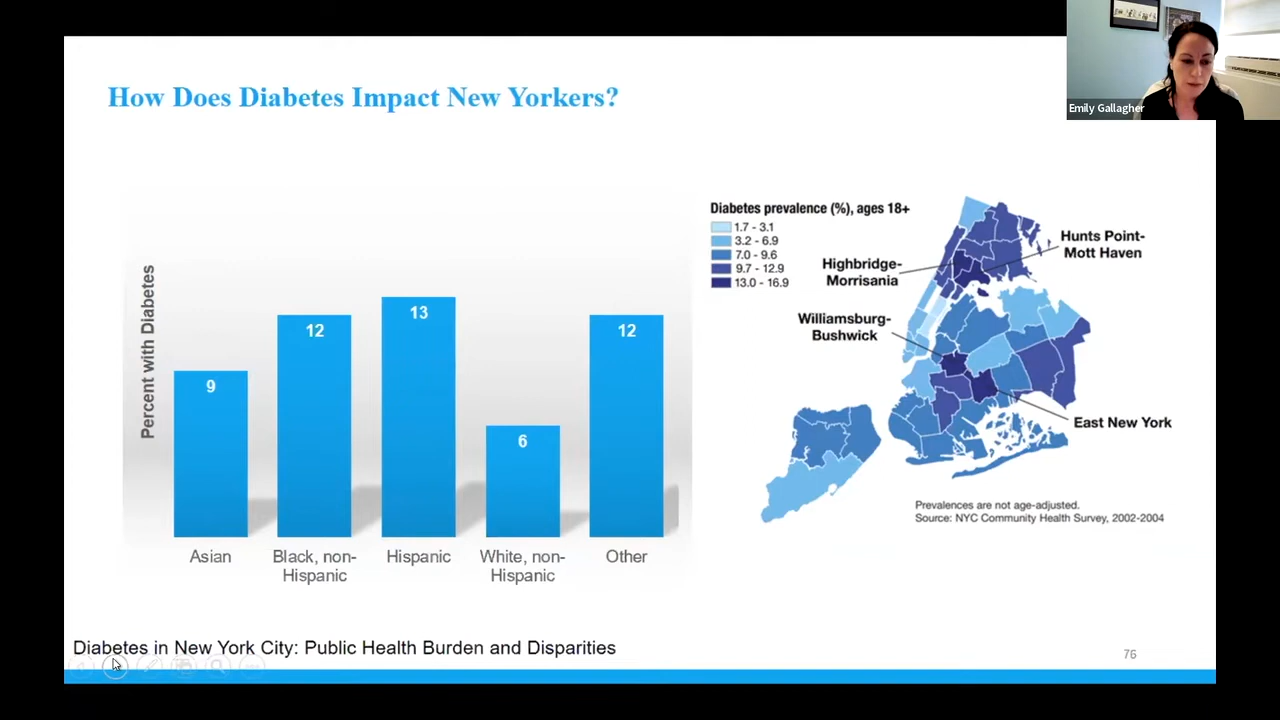 How Does Diabetes Impact New Yorkers?
Emily Gallagher
Percent with Diabetes
9
12
13
6
12
Asian
Black, non-
Hispanic
Hispanic
White, non-
Hispanic
Other
Diabetes prevalence (%), ages 18+
1.7 - 3.1
3.2 - 6.9
7.0 - 9.6
9.7 - 12.9
13.0 - 16.9
Hunts Point-
Mott Haven
Highbridge-
Morrisania
Williamsburg-
Bushwick
East New York
Prevalences are not age-adjusted.
Source: NYC Community Health Survey, 2002-2004
Diabetes in New York City: Public Health Burden and Disparities
76